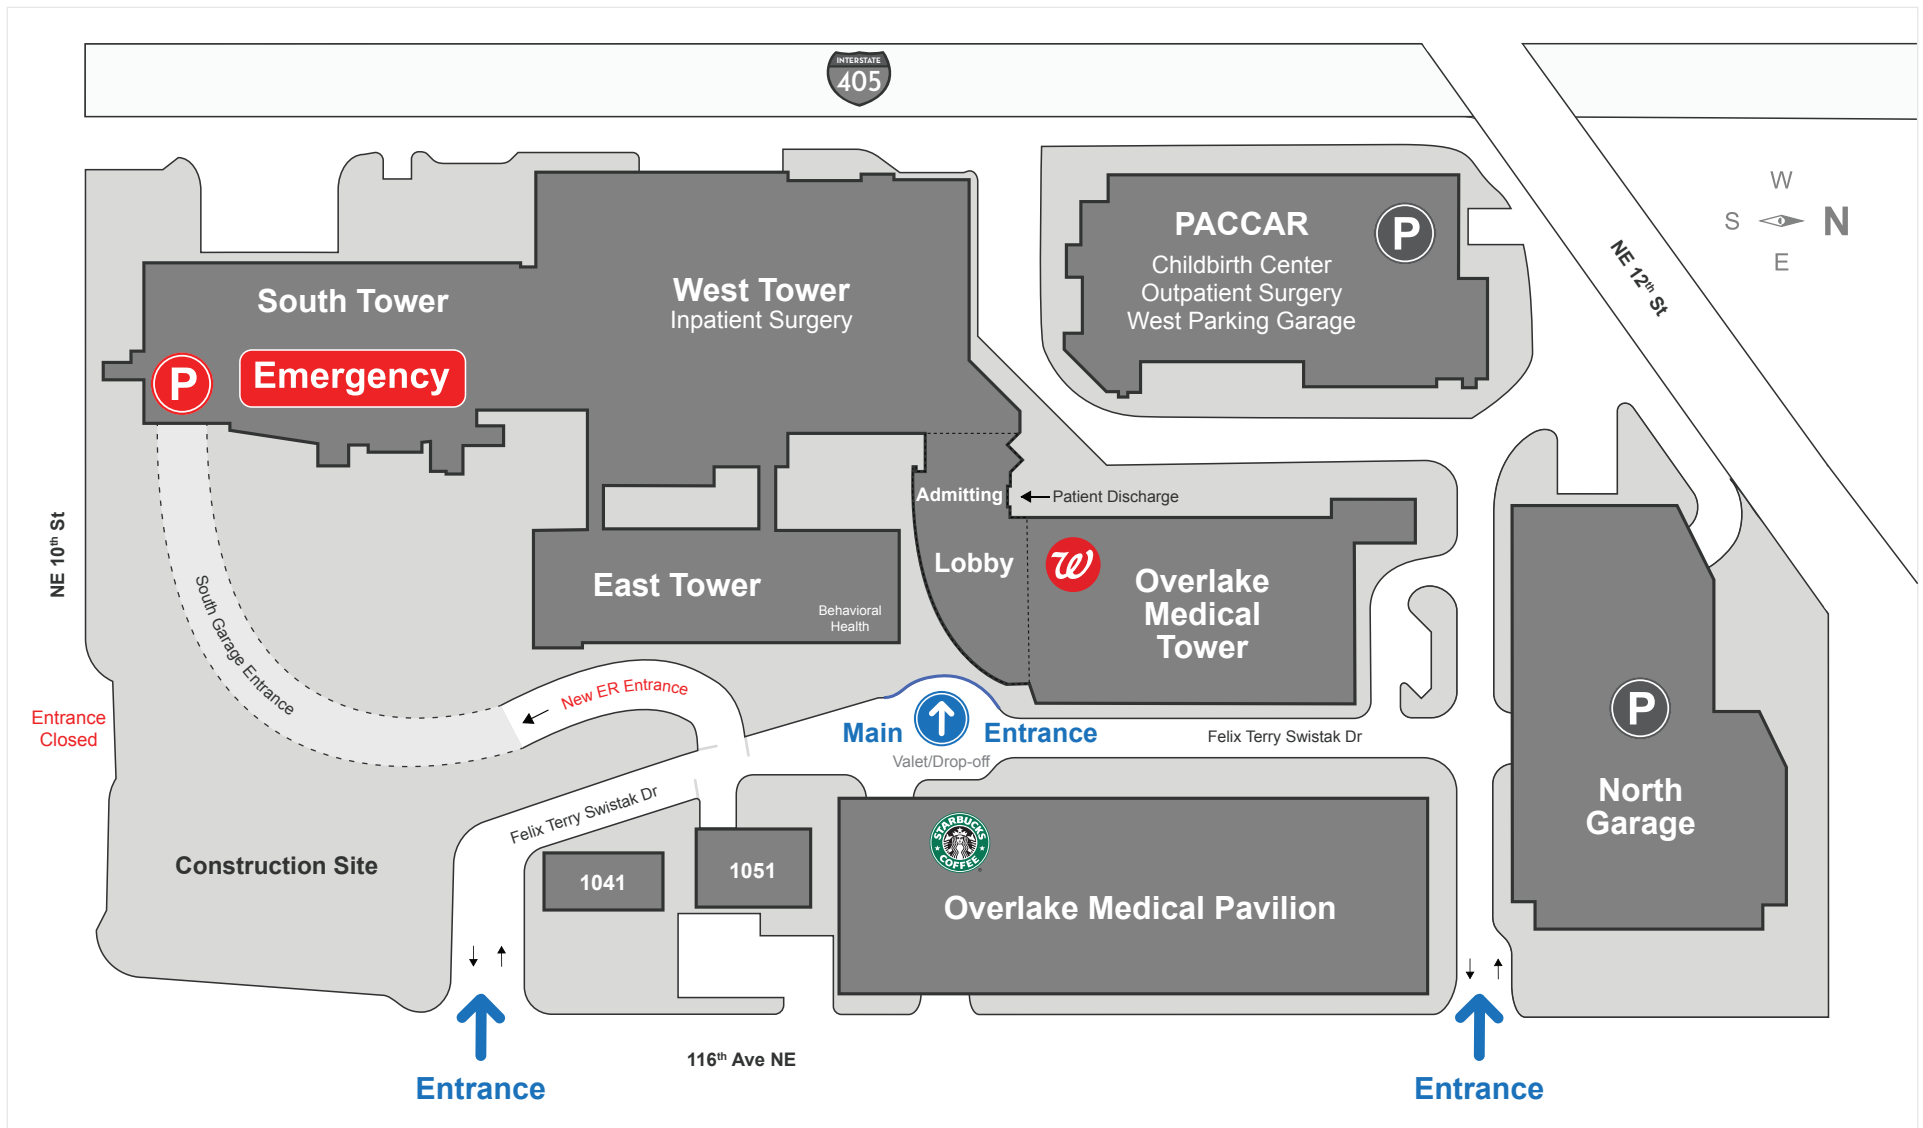 INTERSTATE
405
W
S
N
E
NE 12th St
PACCAR
P
Childbirth Center
Outpatient Surgery
West Parking Garage
South Tower
West Tower
Inpatient Surgery
P
Emergency
Admitting
Patient Discharge
NE 10th St
Lobby
W
Overlake
Medical
Tower
East Tower
Behavioral
Health
South Garage Entrance
New ER Entrance
Entrance
Closed
Main
Entrance
Valet/Drop-off
Felix Terry Swistak Dr
P
North
Garage
Felix Terry Swistak Dr
Construction Site
1041
1051
STARBUCKS
COFFEE
®
Overlake Medical Pavilion
116th Ave NE
Entrance
Entrance